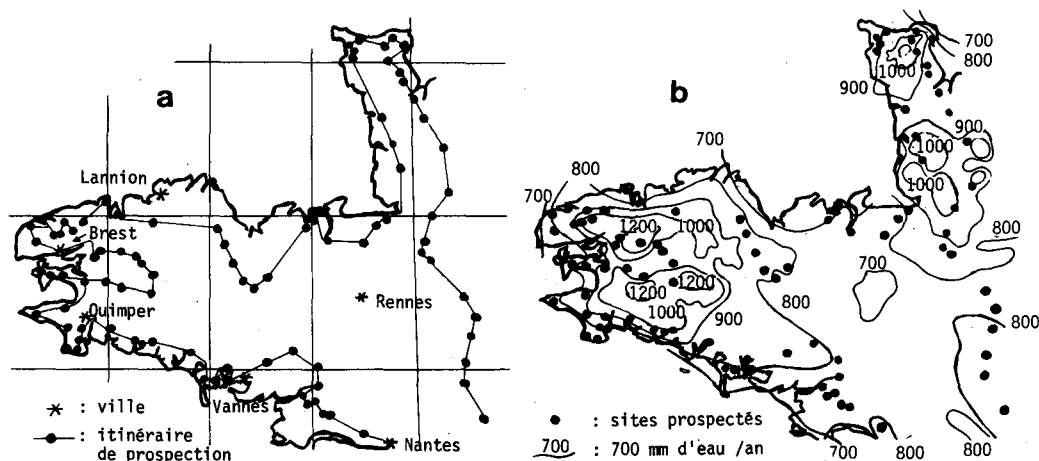 a
Lannion
Brest
Quimper
Rennes
Vannes
Nantes
* : ville
: itinéraire
de prospection
b
700
800
1000
900
900
1000
1000
700
800
700
1200
1000
1200
1200
1000
900
800
700
800
800
: sites prospectés
700 : 700 mm d'eau /an
700
800
800